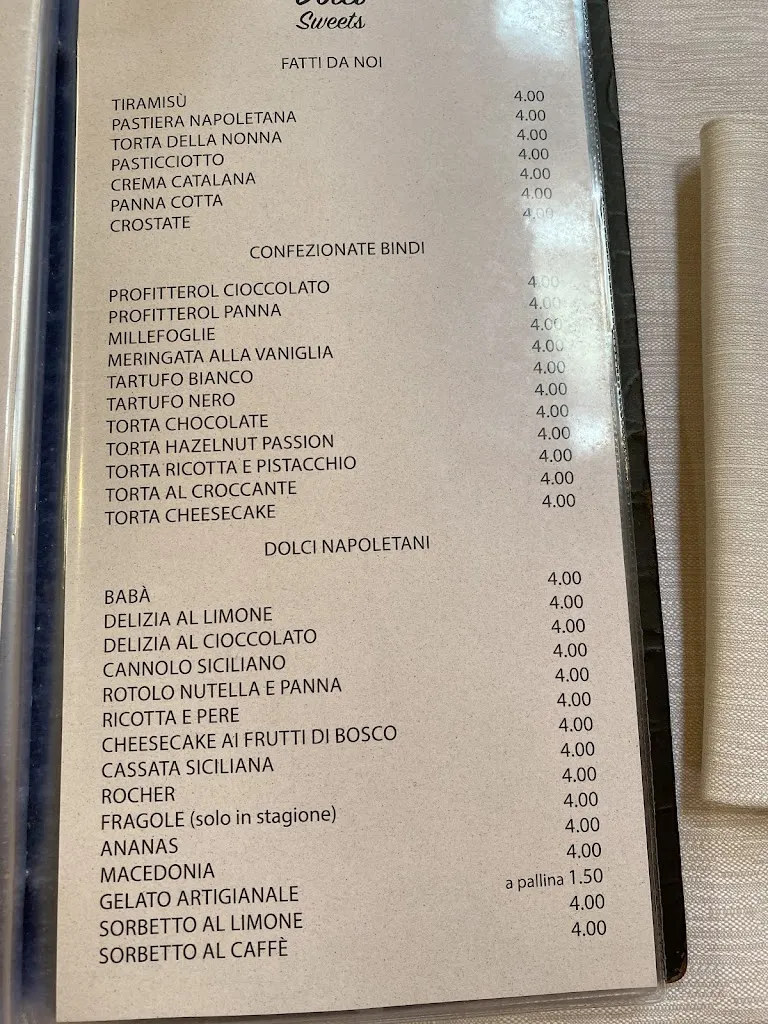 Sweets
FATTI DA NOI
TIRAMISÙ 4.00
PASTIERA NAPOLETANA 4.00
TORTA DELLA NONNA 4.00
PASTICCIOTTO 4.00
CREMA CATALANA 4.00
PANNA COTTA 4.00
CROSTATE 4.00
CONFEZIONATE BINDI
PROFITTEROL CIOCCOLATO 4.00
PROFITTEROL PANNA 4.00
MILLEFOGLIE 4.00
MERINGATA ALLA VANIGLIA 4.00
TARTUFO BIANCO 4.00
TARTUFO NERO 4.00
TORTA CHOCOLATE 4.00
TORTA HAZELNUT PASSION 4.00
TORTA RICOTTA E PISTACCHIO 4.00
TORTA AL CROCCANTE 4.00
TORTA CHEESECAKE 4.00
DOLCI NAPOLETANI
BABÀ 4.00
DELIZIA AL LIMONE 4.00
DELIZIA AL CIOCCOLATO 4.00
CANNOLO SICILIANO 4.00
ROTOLO NUTELLA E PANNA 4.00
RICOTTA E PERE 4.00
CHEESECAKE AI FRUTTI DI BOSCO 4.00
CASSATA SICILIANA 4.00
ROCHER 4.00
FRAGOLE (solo in stagione) 4.00
ANANAS 4.00
MACEDONIA 4.00
GELATO ARTIGIANALE a pallina 1.50
SORBETTO AL LIMONE 4.00
SORBETTO AL CAFFÈ 4.00